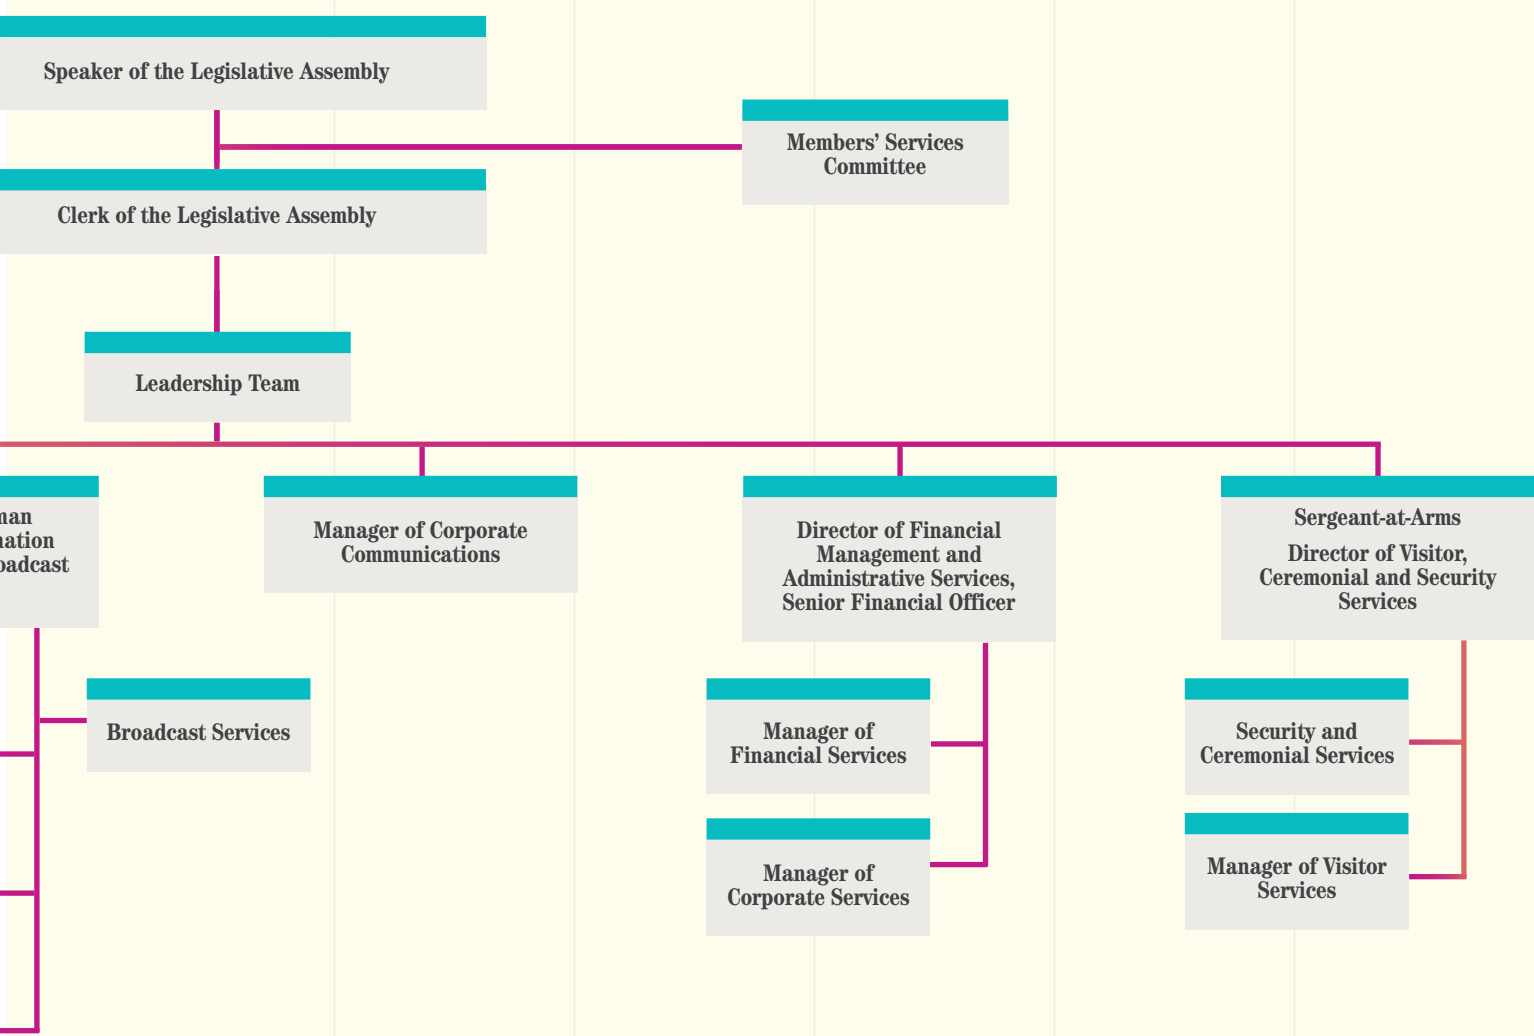 Speaker of the Legislative Assembly
Members’ Services
Committee
Clerk of the Legislative Assembly
Leadership Team
Manager of Corporate
Communications
Director of Financial
Management and
Administrative Services,
Senior Financial Officer
Sergeant-at-Arms
Director of Visitor,
Ceremonial and Security
Services
Broadcast Services
Manager of
Financial Services
Manager of
Corporate Services
Security and
Ceremonial Services
Manager of Visitor
Services